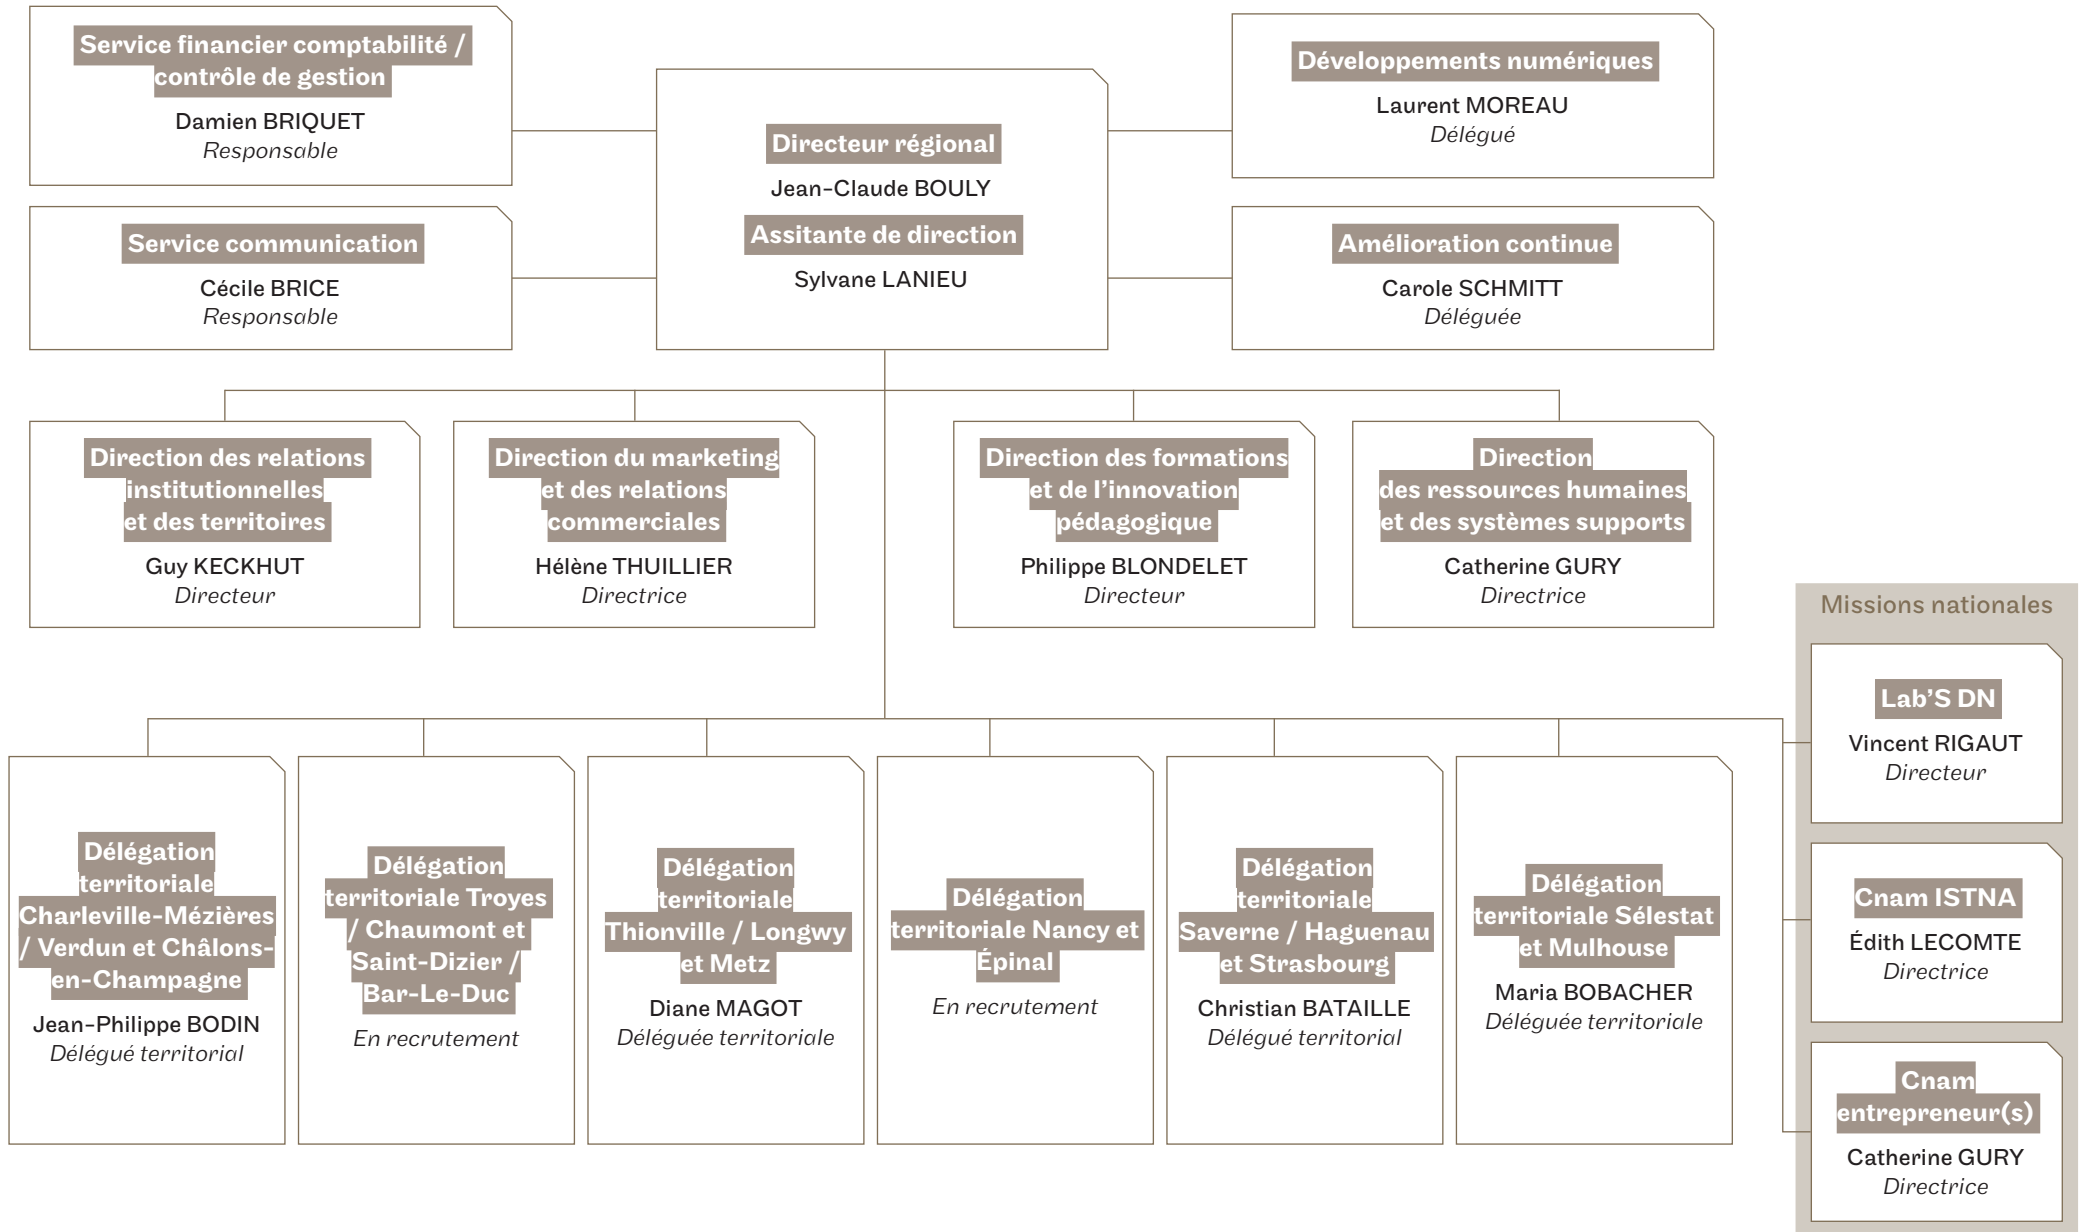 Service financier comptabilité /
contrôle de gestion
Damien BRIQUET
Responsable
Service communication
Cécile BRICE
Responsable
Directeur régional
Jean-Claude BOULY
Assitante de direction
Sylvane LANIEU
Développements numériques
Laurent MOREAU
Délégué
Amélioration continue
Carole SCHMITT
Déléguée
Direction des relations
institutionnelles
et des territoires
Guy KECKHUT
Directeur
Direction du marketing
et des relations
commerciales
Hélène THUILLIER
Directrice
Direction des formations
et de l’innovation
pédagogique
Philippe BLONDELET
Directeur
Direction
des ressources humaines
et des systèmes supports
Catherine GURY
Directrice
Délégation
territoriale
Charleville-Mézières
/ Verdun et Châlons-
en-Champagne
Jean-Philippe BODIN
Délégué territorial
Délégation
territoriale Troyes
/ Chaumont et
Saint-Dizier /
Bar-Le-Duc
En recrutement
Délégation
territoriale
Thionville / Longwy
et Metz
Diane MAGOT
Déléguée territoriale
Délégation
territoriale Nancy et
Épinal
En recrutement
Délégation
territoriale
Saverne / Haguenau
et Strasbourg
Christian BATAILLE
Délégué territorial
Délégation
territoriale Sélestat
et Mulhouse
Maria BOBACHER
Déléguée territoriale
Missions nationales
Lab’S DN
Vincent RIGAUT
Directeur
Cnam ISTNA
Édith LECOMTE
Directrice
Cnam
entrepreneur(s)
Catherine GURY
Directrice